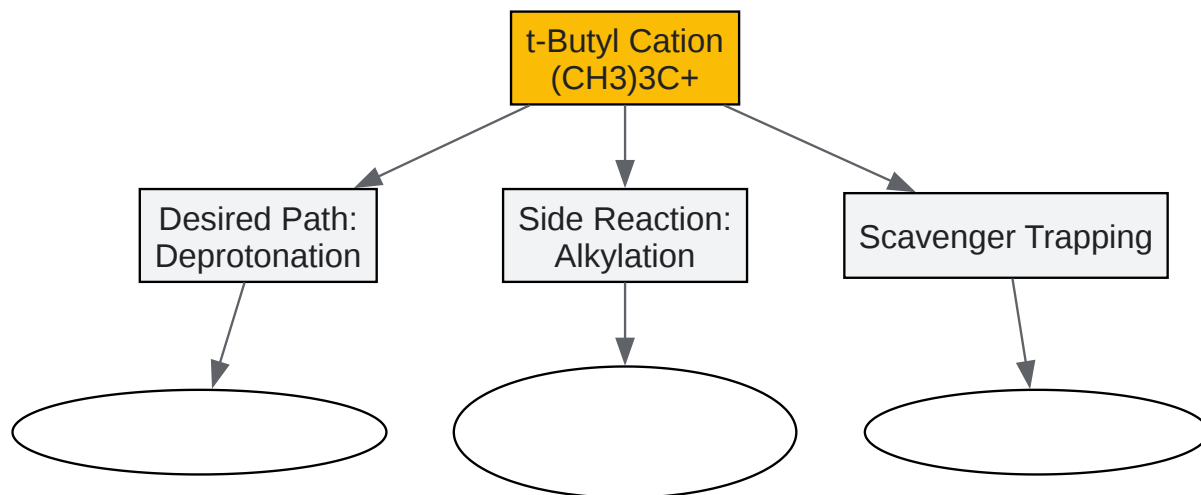 t-Butyl Cation
(CH3)3C+
Desired Path:
Deprotonation
Side Reaction:
Alkylation
Scavenger Trapping